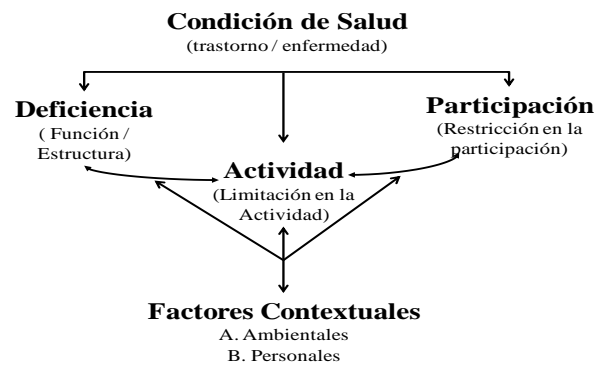 Condición de Salud
(trastorno / enfermedad)
Deficiencia
( Función /
Estructura)
Participación
(Restricción en la
participación)
Actividad
(Limitación en la
Actividad)
Factores Contextuales
A. Ambientales
B. Personales